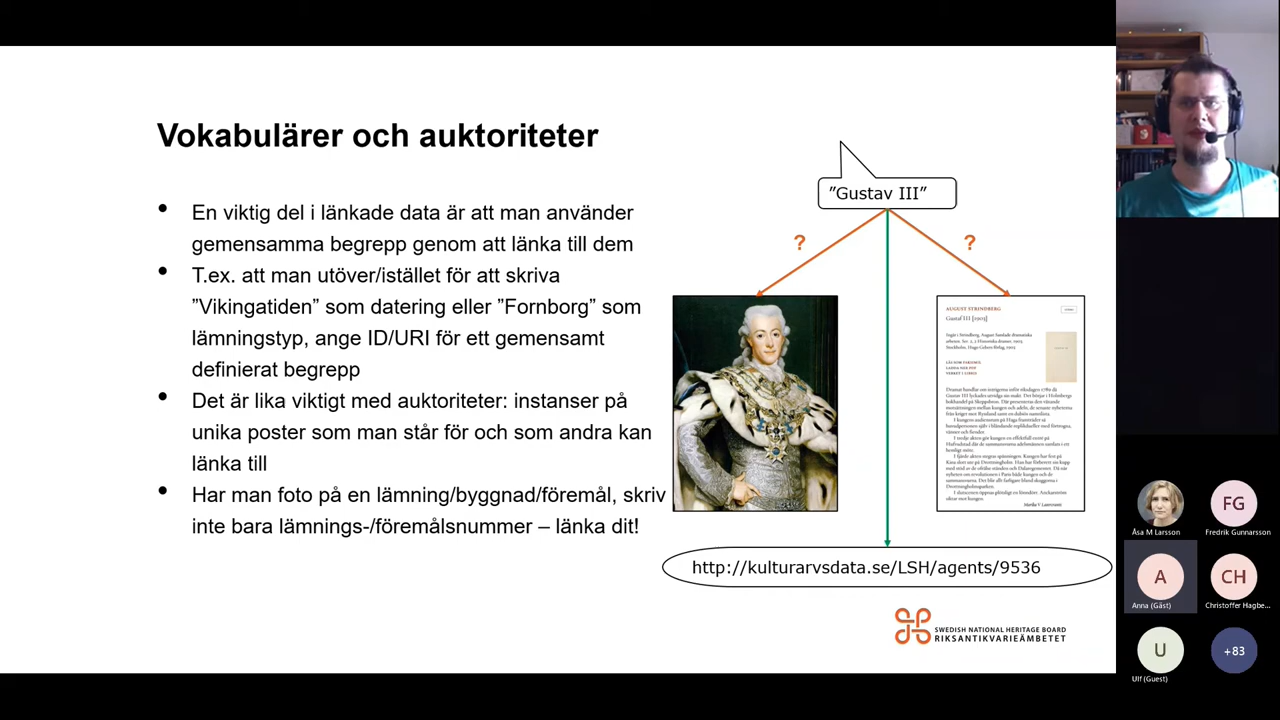 Vokabulärer och auktoriteter
• En viktig del i länkade data är att man använder
gemensamma begrepp genom att länka till dem
• T.ex. att man utöver/istället för att skriva
”Vikingatiden” som datering eller ”Fornborg” som
lämningstyp, ange ID/URI för ett gemensamt
definierat begrepp
• Det är lika viktigt med auktoriteter: instanser på
unika poster som man står för och som andra kan
länka till
• Har man foto på en lämning/byggnad/föremål, skriv
inte bara lämnings-/föremålsnummer – länka dit!
”Gustav III”
?
?
AUGUST STRINDBERG
Gustaf III [1903]
http://kulturarvsdata.se/LSH/agents/9536
SWEDISH NATIONAL HERITAGE BOARD
RIKSANTIKVARIEÄMBETET
Åsa M Larsson
FG
Fredrik Gunnarsson
A
Anna (Gäst)
CH
Christoffer Hagbe...
U
Ulf (Guest)
+83